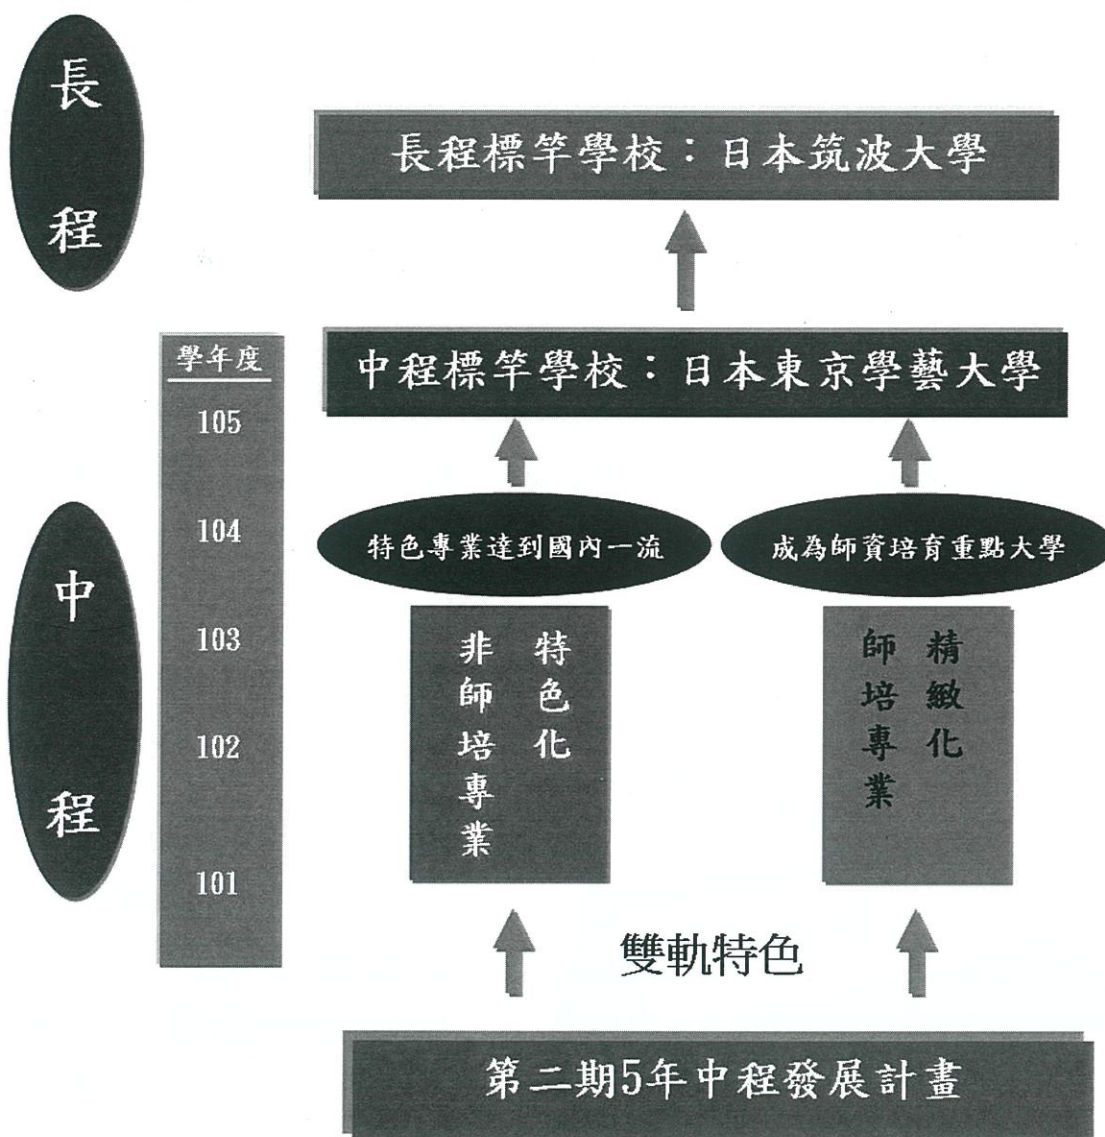 長程
長程標竿學校：日本筑波大學
學年度
中程標竿學校：日本東京學藝大學
105
104
特色專業達到國內一流
成為師資培育重點大學
中程
103
特色化
非師培專業
精緻化
師培專業
102
101
雙軌特色
第二期5年中程發展計畫